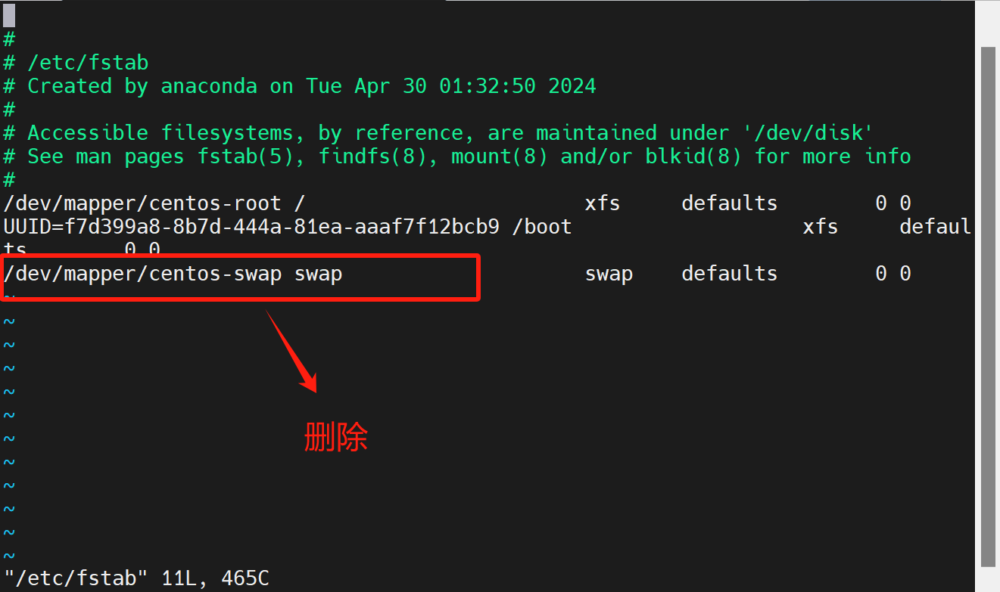 #
# /etc/fstab
# Created by anaconda on Tue Apr 30 01:32:50 2024
#
# Accessible filesystems, by reference, are maintained under '/dev/disk'
# See man pages fstab(5), findfs(8), mount(8) and/or blkid(8) for more info
#
/dev/mapper/centos-root / xfs defaults 0 0
UUID=f7d399a8-8b7d-444a-81ea-aaaf7f12bcb9 /boot xfs defaul
ts 0 0
/dev/mapper/centos-swap swap swap defaults 0 0
~
~
~
~
~
~
~
~
~
~
~
~
删除
"/etc/fstab" 11L, 465C